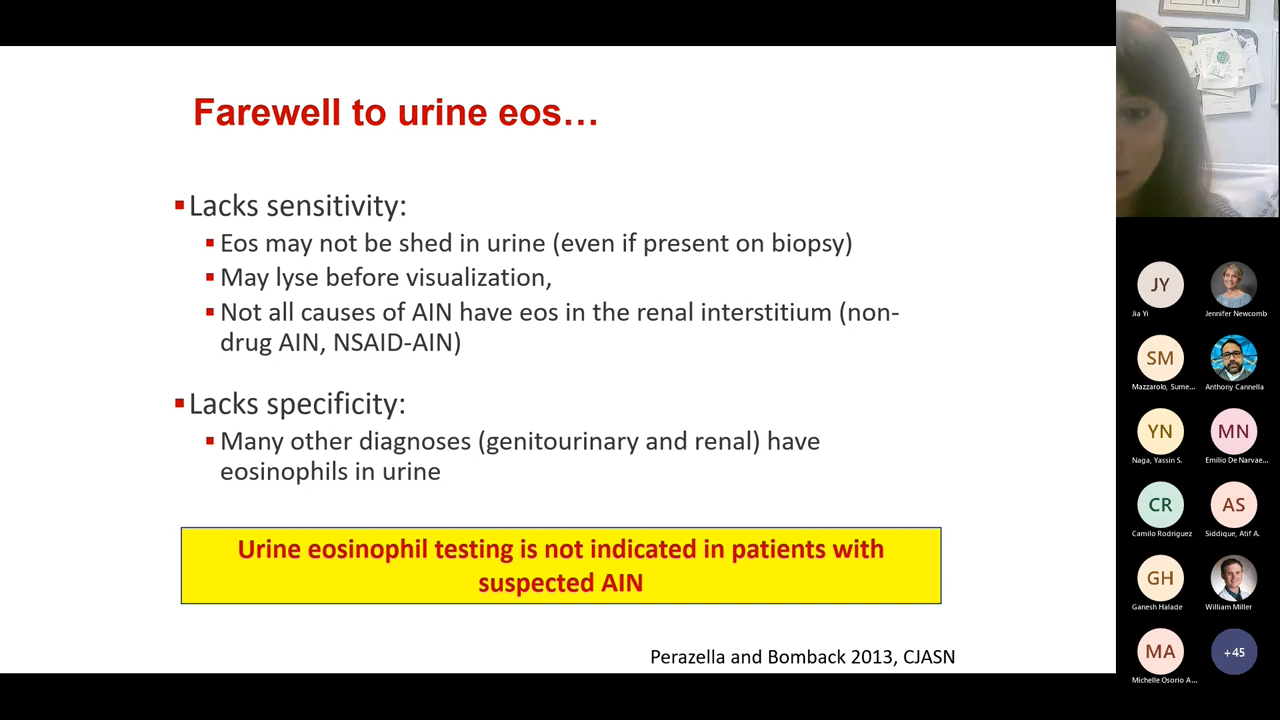 Farewell to urine eos…
▪Lacks sensitivity:
▪Eos may not be shed in urine (even if present on biopsy)
▪May lyse before visualization,
▪Not all causes of AIN have eos in the renal interstitium (non-
drug AIN, NSAID-AIN)
▪Lacks specificity:
▪Many other diagnoses (genitourinary and renal) have
eosinophils in urine
Urine eosinophil testing is not indicated in patients with
suspected AIN
Perazella and Bomback 2013, CJASN
JY
Jia Yi
Jennifer Newcomb
SM
Mazzarolo, Sume...
Anthony Cannella
YN
Naga, Yassin S.
MN
Emilio De Narvae...
CR
Camilo Rodriguez
AS
Siddique, Atif A.
GH
Ganesh Halade
William Miller
MA
Michelle Osorio A...
+45